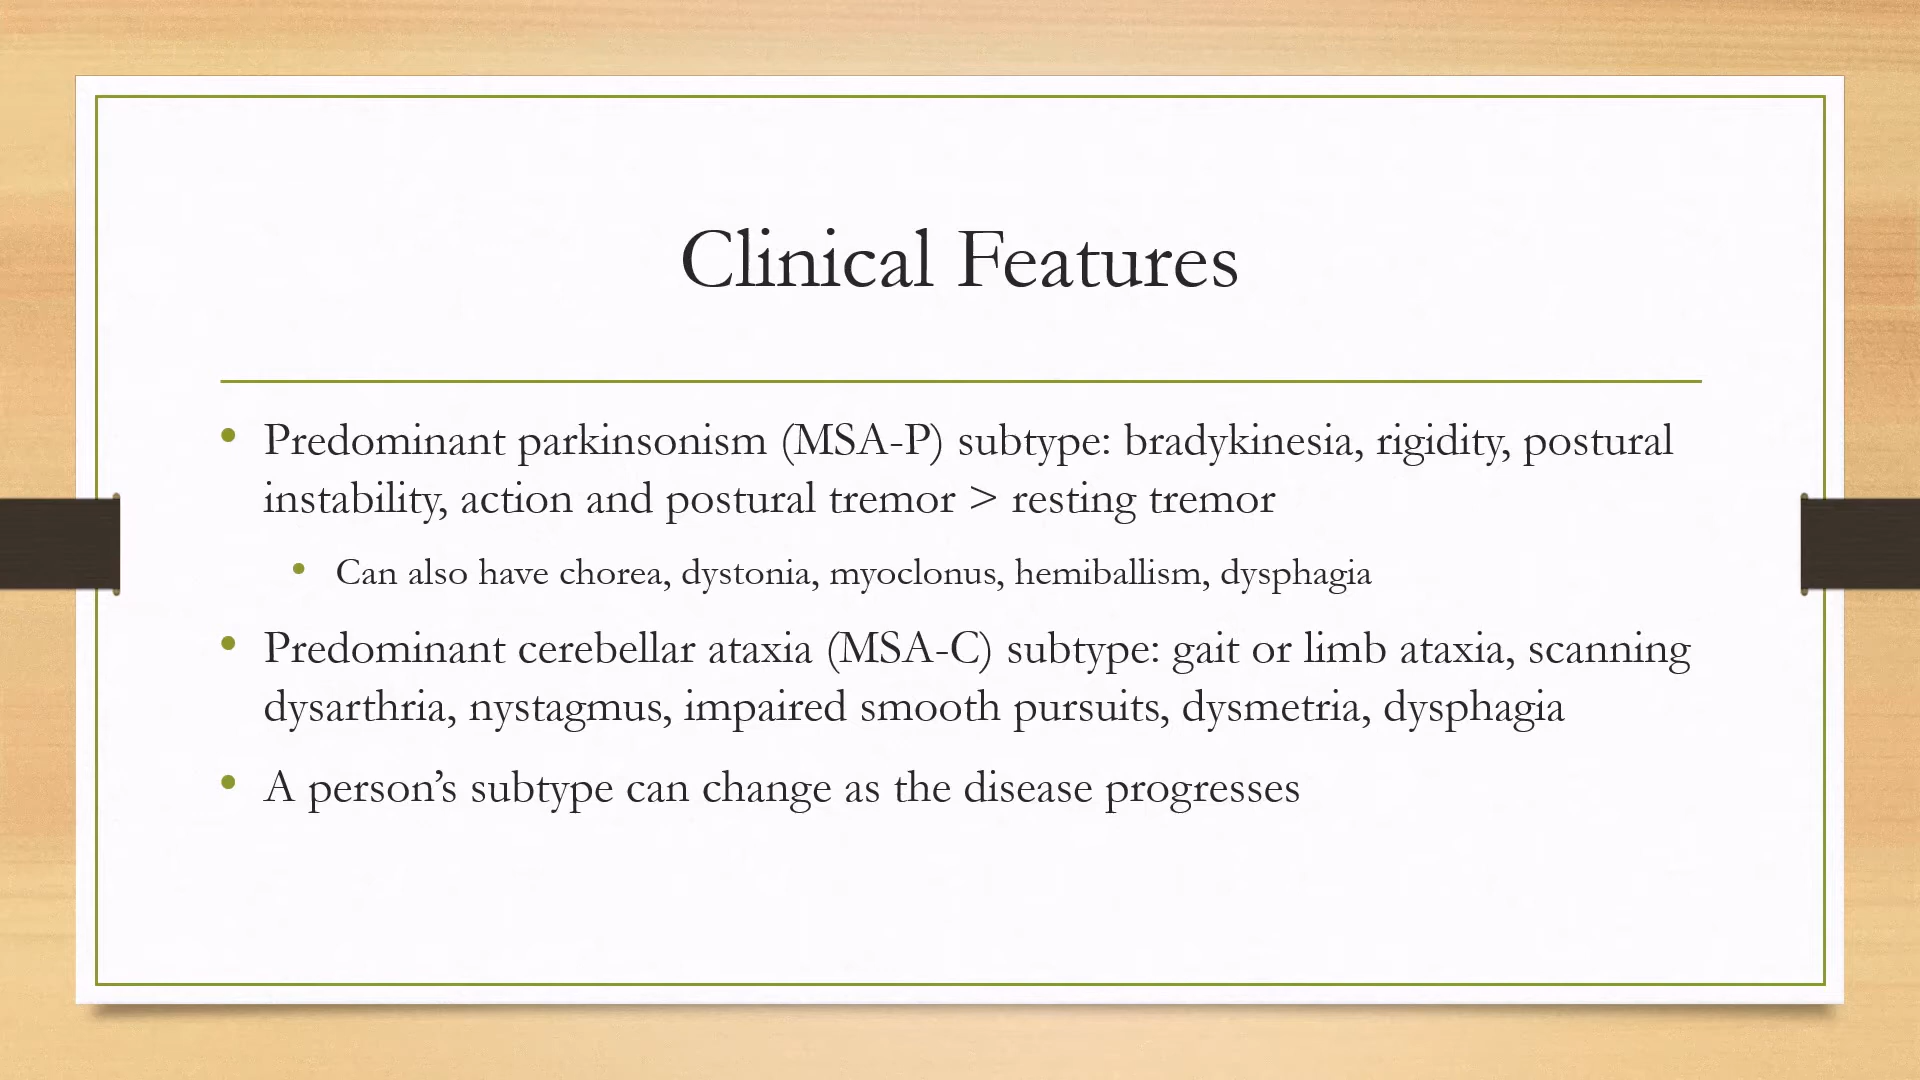 Clinical Features
• Predominant parkinsonism (MSA-P) subtype: bradykinesia, rigidity, postural
instability, action and postural tremor > resting tremor
• Can also have chorea, dystonia, myoclonus, hemiballism, dysphagia
• Predominant cerebellar ataxia (MSA-C) subtype: gait or limb ataxia, scanning
dysarthria, nystagmus, impaired smooth pursuits, dysmetria, dysphagia
• A person’s subtype can change as the disease progresses